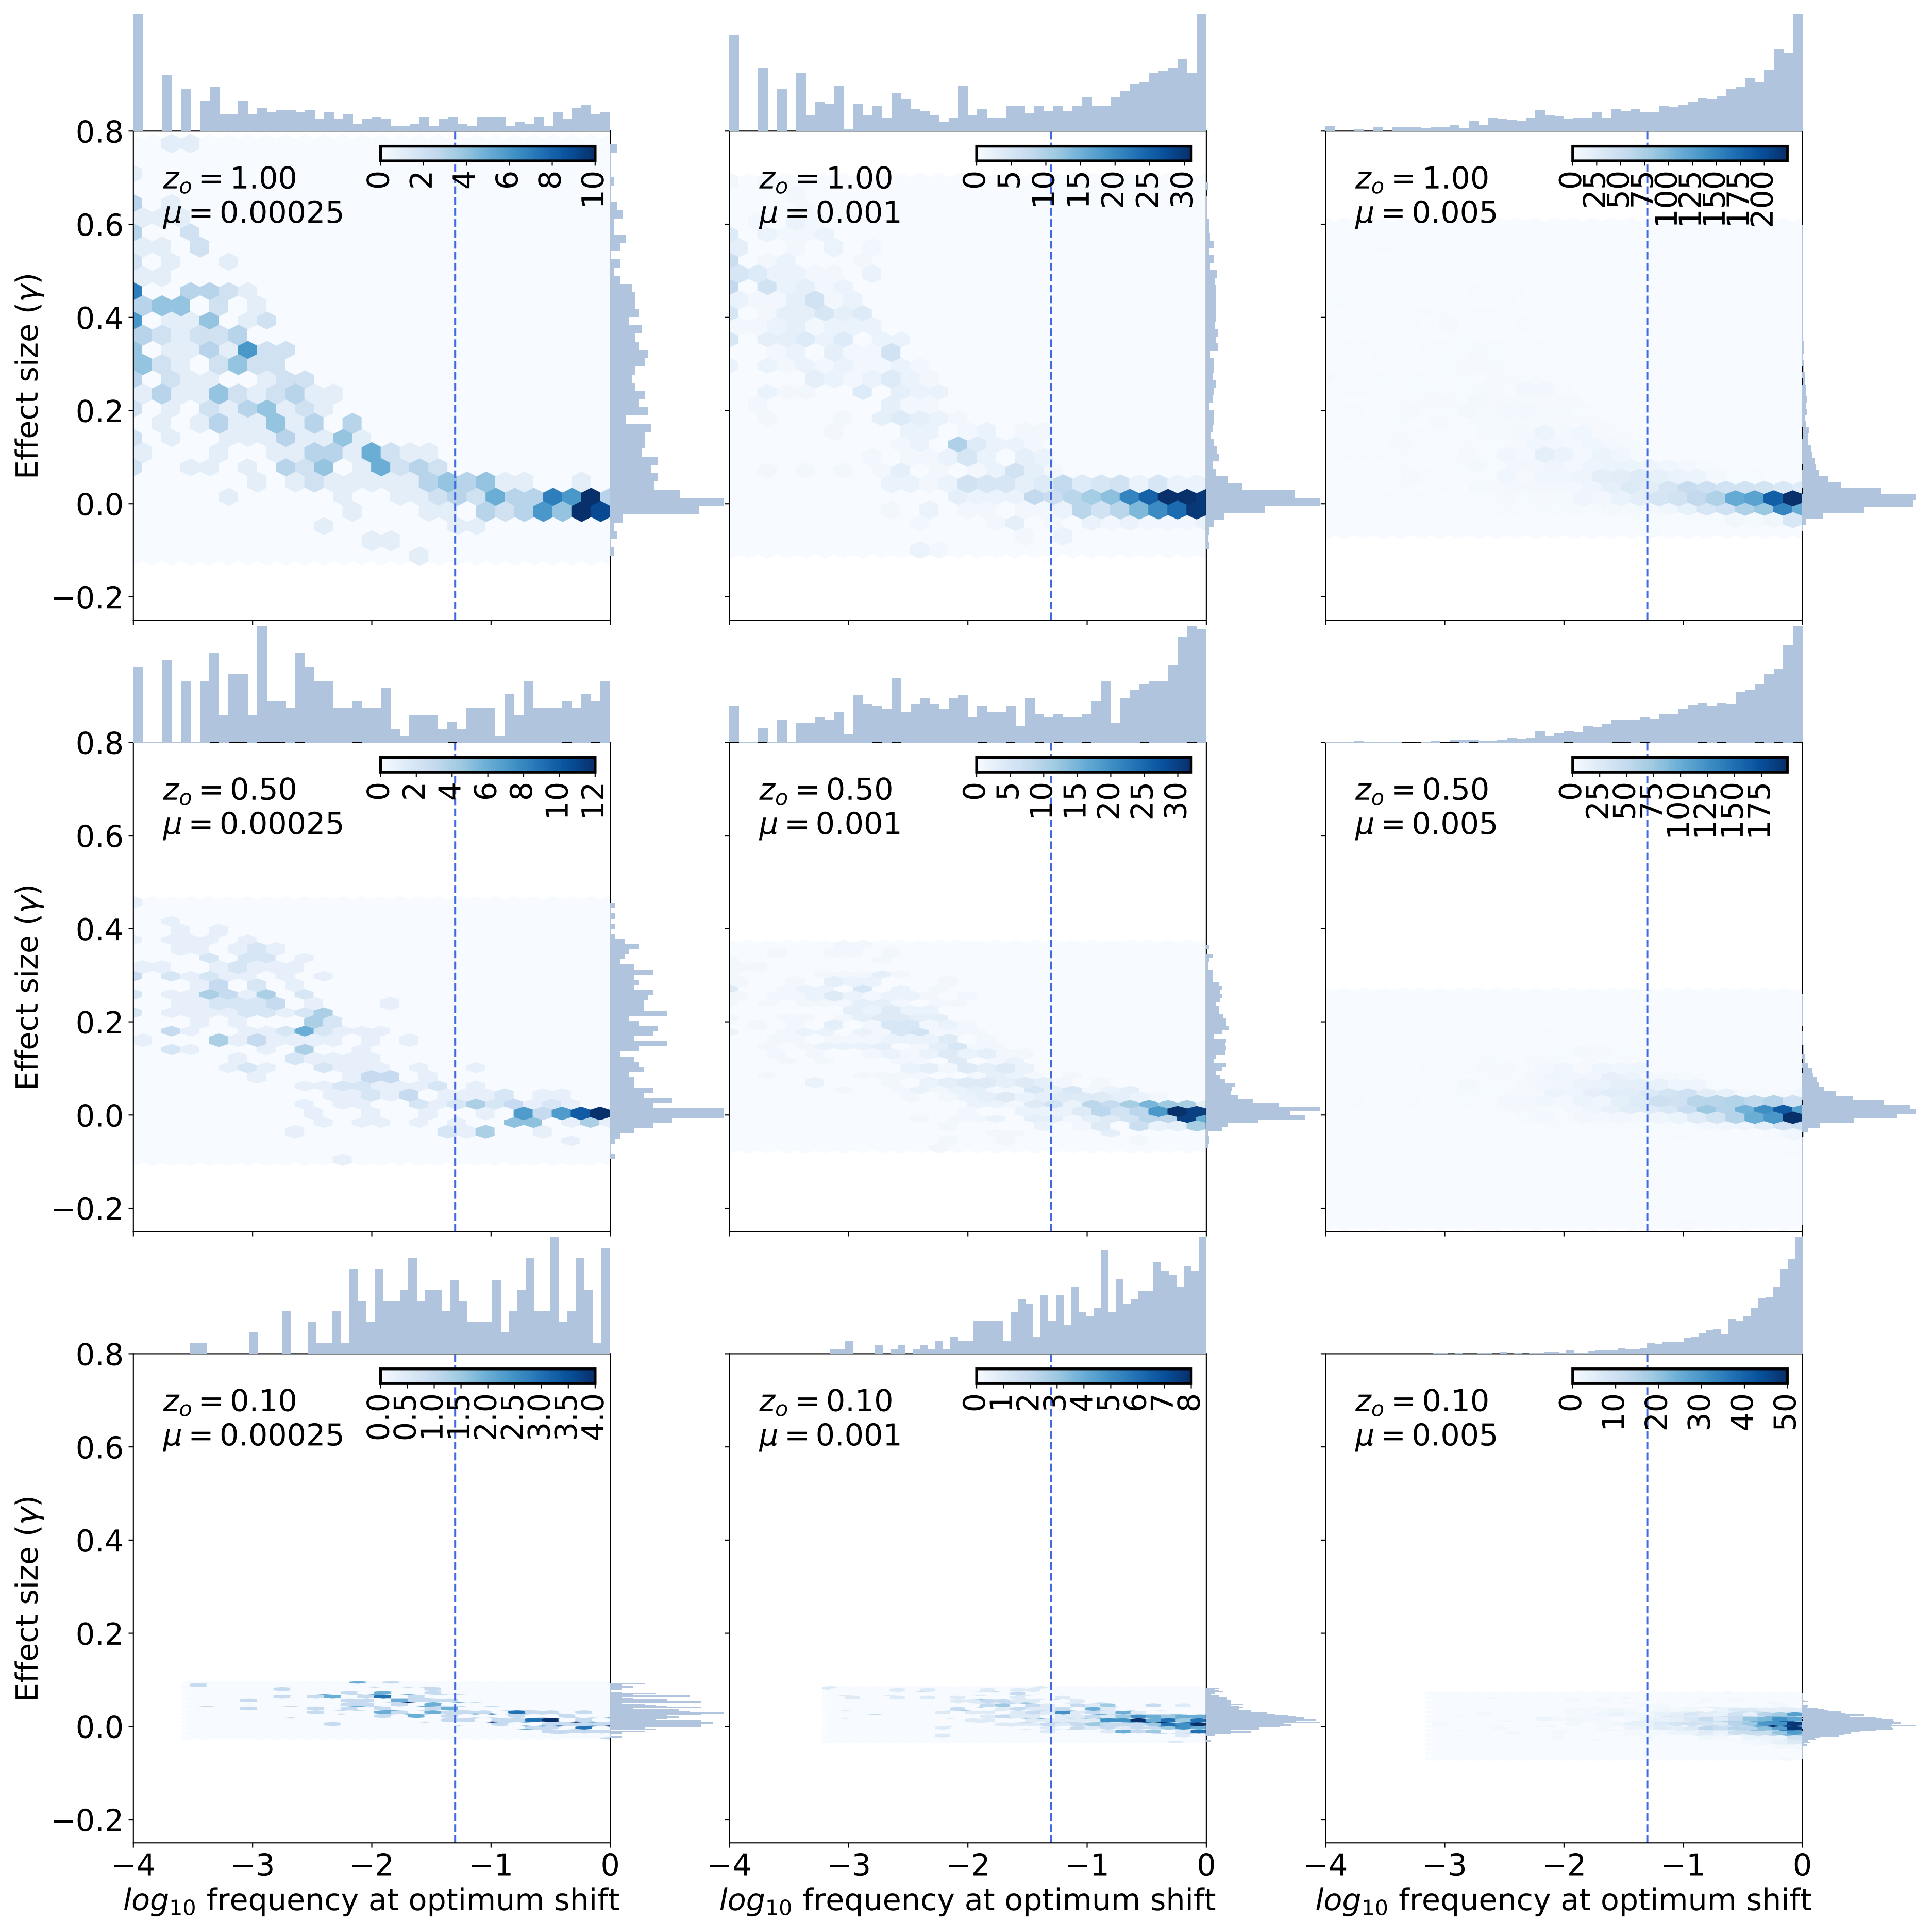 0.8
0.6
0.4
0.2
0.0
−0.2
Effect size (γ)
z_o = 1.00
μ = 0.00025
0 2 4 6 8 10
z_o = 1.00
μ = 0.001
0 5 10 15 20 25 30
z_o = 1.00
μ = 0.005
0 25 50 75 100 125 150 175 200
0.8
0.6
0.4
0.2
0.0
−0.2
Effect size (γ)
z_o = 0.50
μ = 0.00025
0 2 4 6 8 10 12
z_o = 0.50
μ = 0.001
0 5 10 15 20 25 30
z_o = 0.50
μ = 0.005
0 25 50 75 100 125 150 175
0.8
0.6
0.4
0.2
0.0
−0.2
Effect size (γ)
z_o = 0.10
μ = 0.00025
0.0 0.5 1.0 1.5 2.0 2.5 3.0 3.5 4.0
z_o = 0.10
μ = 0.001
0 1 2 3 4 5 6 7 8
z_o = 0.10
μ = 0.005
0 10 20 30 40 50
−4 −3 −2 −1 0
log_10 frequency at optimum shift
−4 −3 −2 −1 0
log_10 frequency at optimum shift
−4 −3 −2 −1 0
log_10 frequency at optimum shift